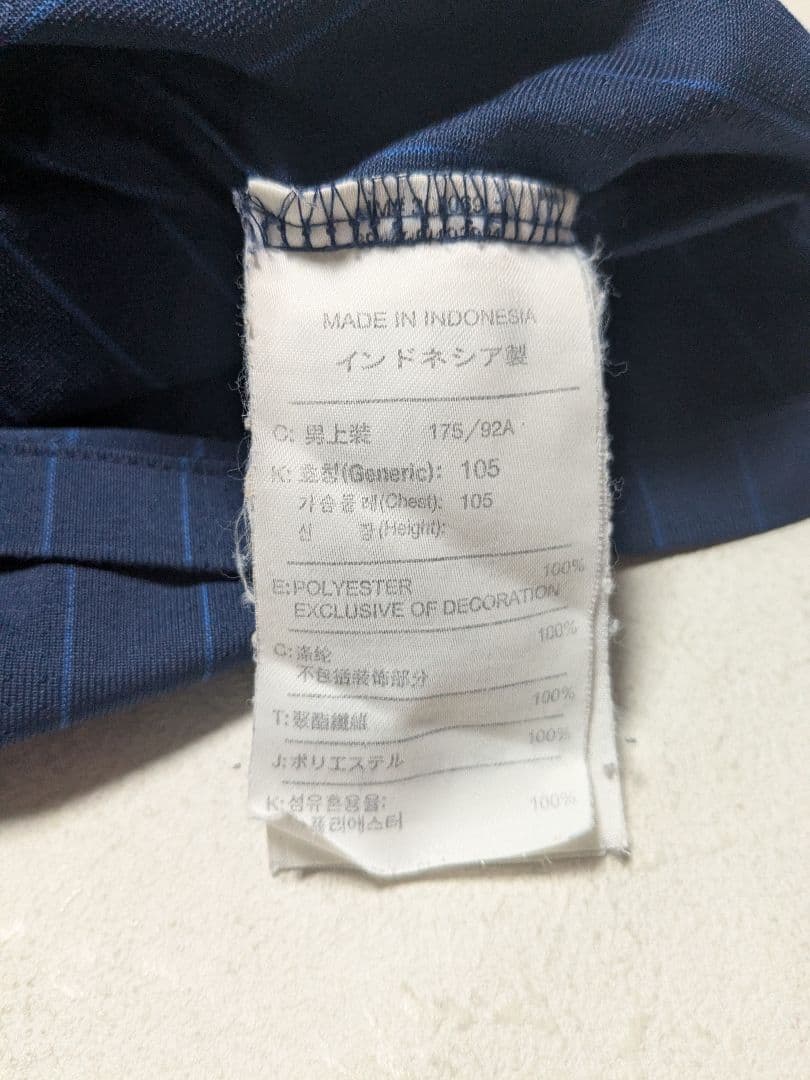 MADE IN INDONESIA
インドネシア製
C: 男上装 175/92A
K: 호칭(Generic): 105
가슴둘레(Chest): 105
신 장(Height):
E: POLYESTER 100%
EXCLUSIVE OF DECORATION
C: 涤纶 100%
不包括装饰部分
T: 聚酯纖維 100%
J: ポリエステル 100%
K: 섬유혼용율:
폴리에스터 100%